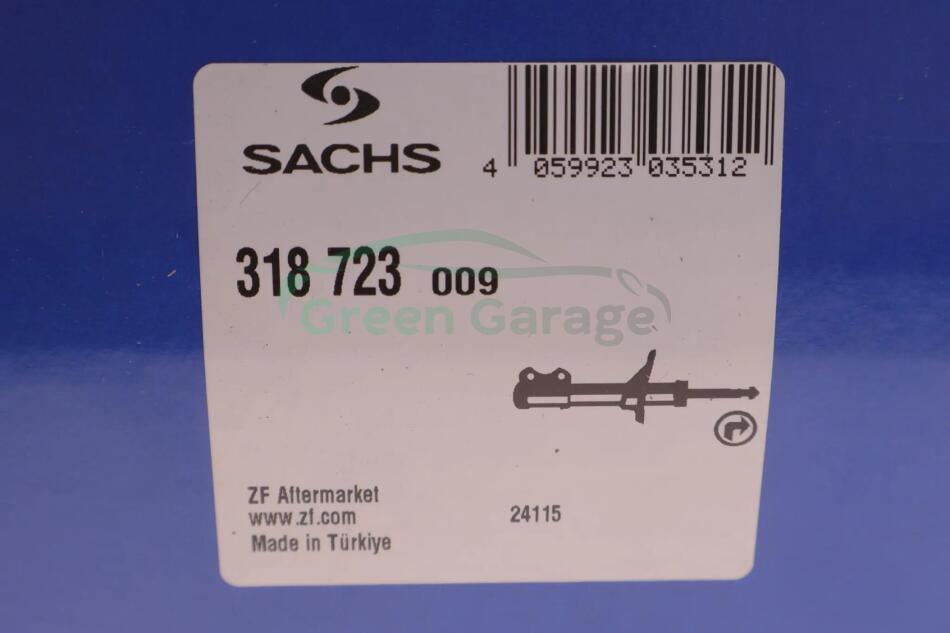 SACHS
4 059923 035312
318 723 009
Green Garage
ZF Aftermarket
www.zf.com
24115
Made in Türkiye